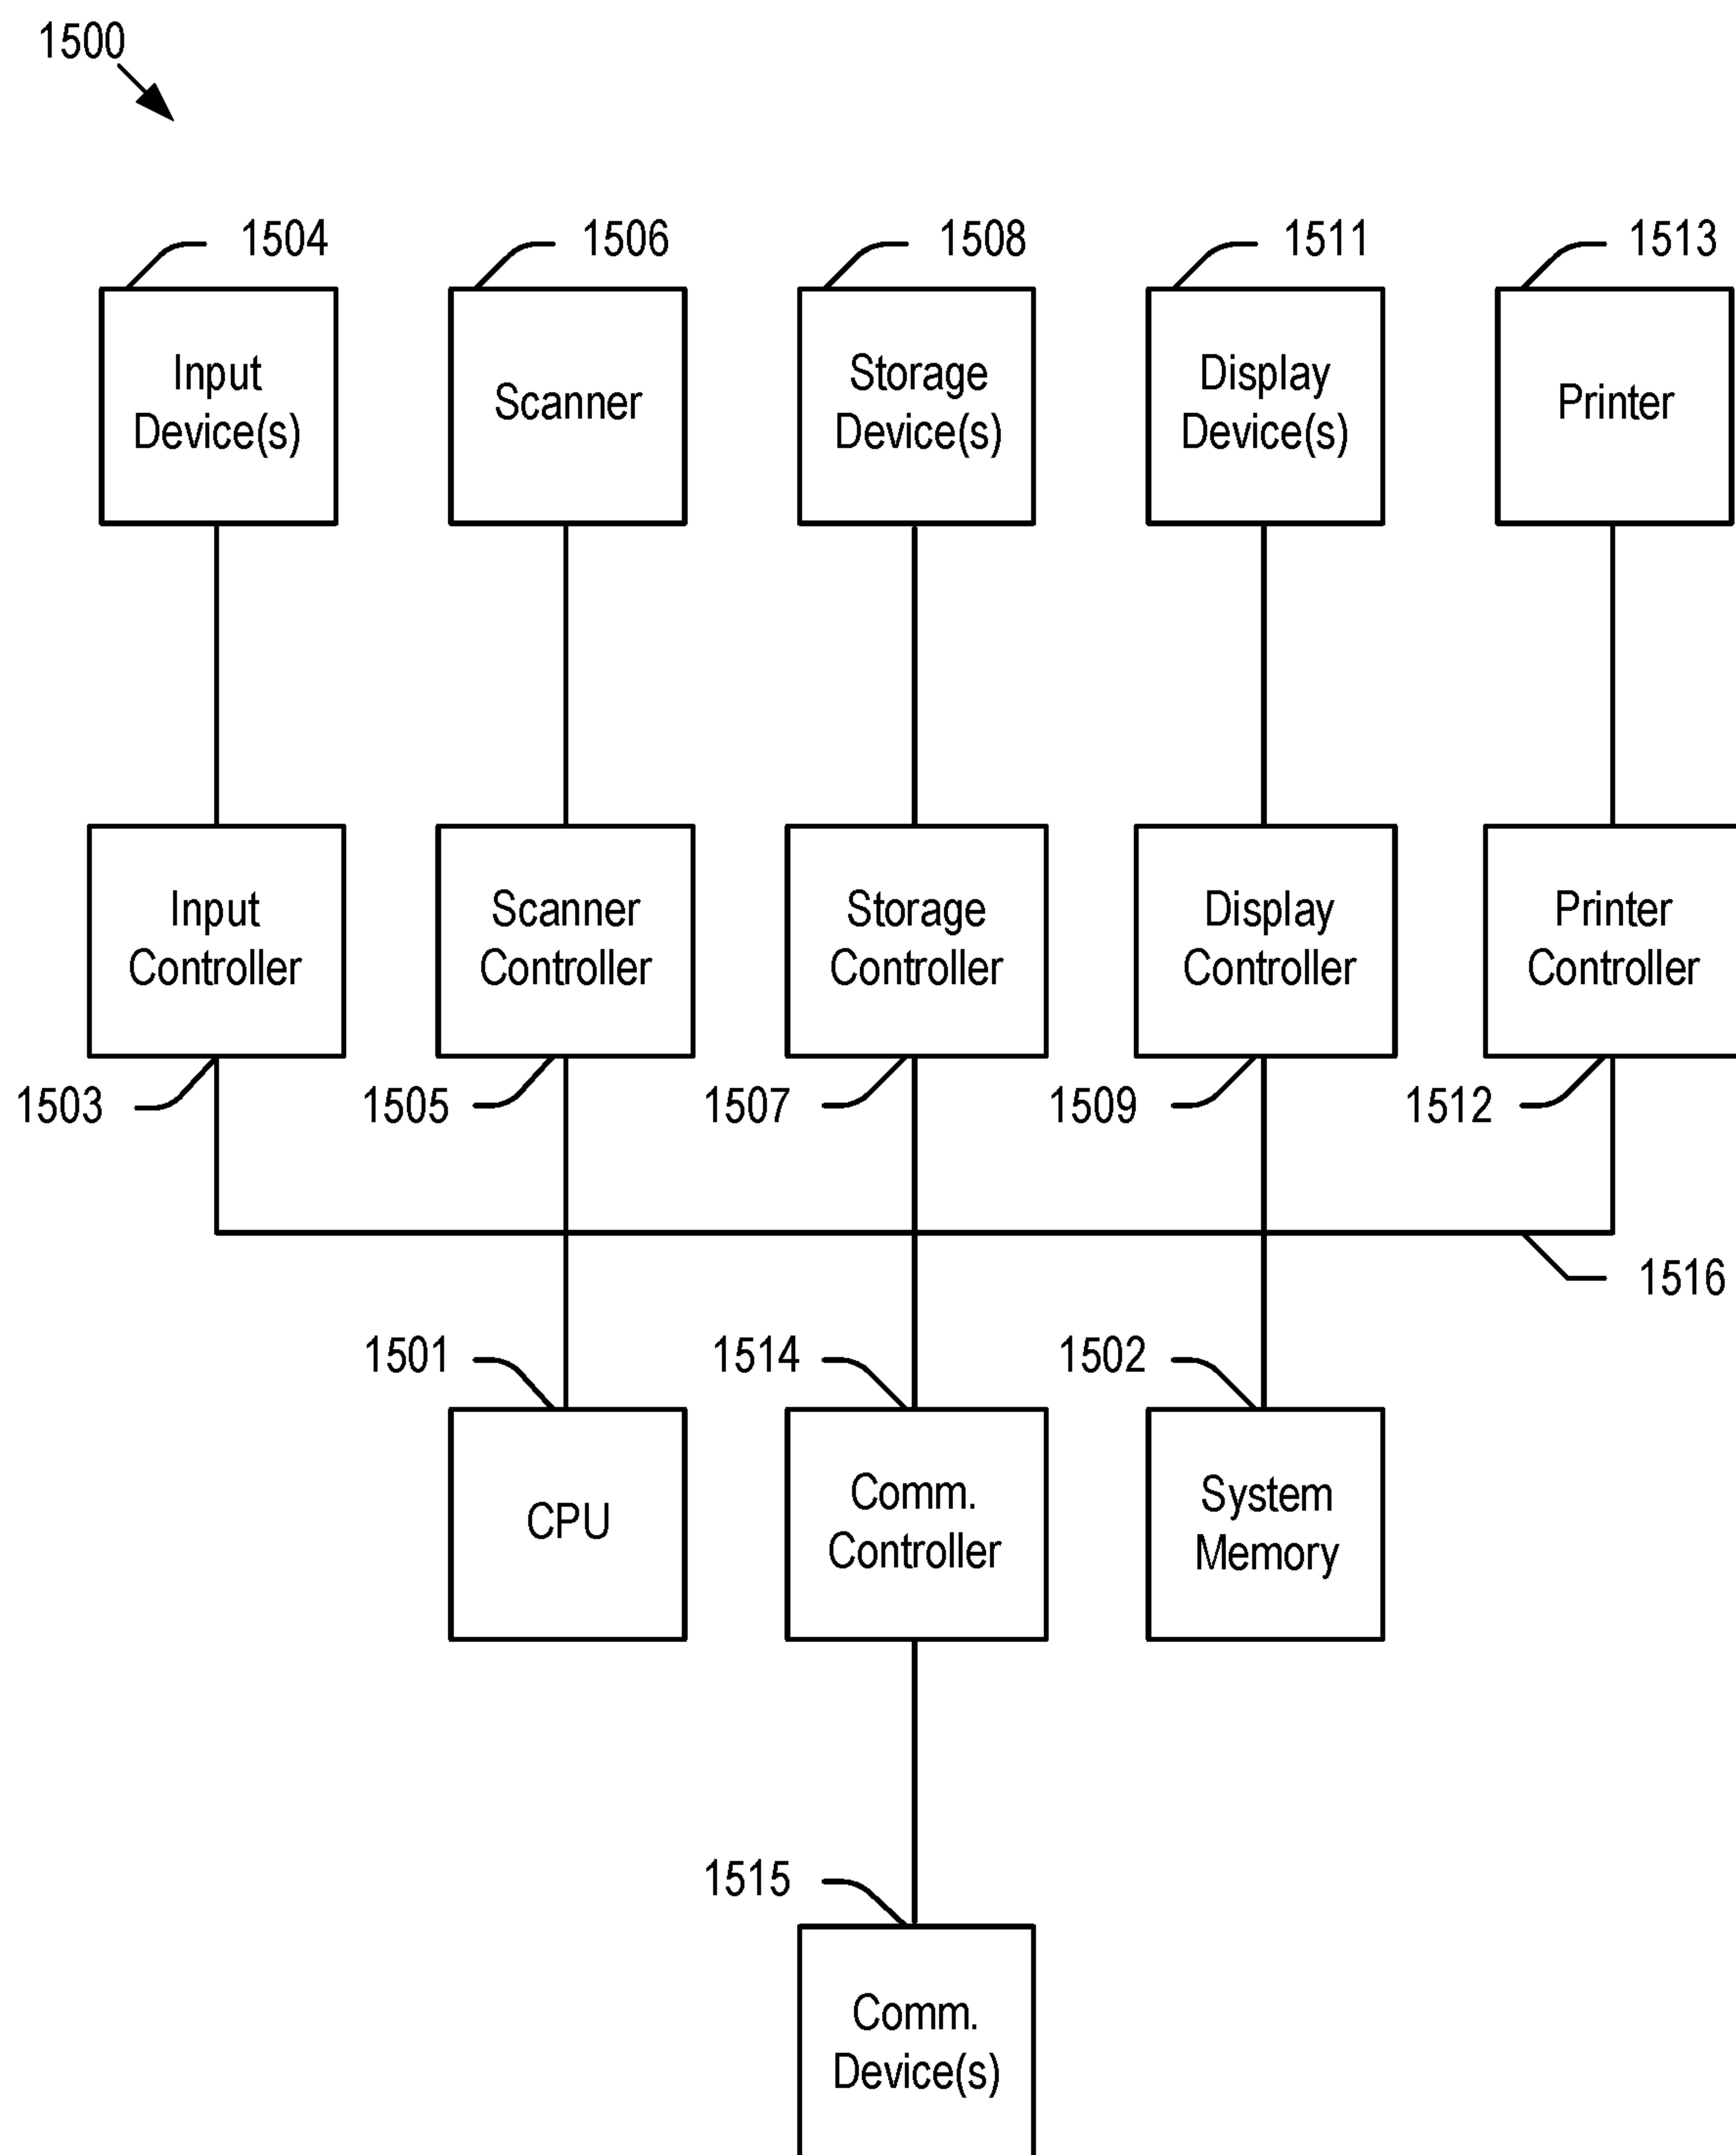 1500
1504
1506
1508
1511
1513
Input
Device(s)
Scanner
Storage
Device(s)
Display
Device(s)
Printer
Input
Controller
Scanner
Controller
Storage
Controller
Display
Controller
Printer
Controller
1503
1505
1507
1509
1512
1516
1501
1514
1502
CPU
Comm.
Controller
System
Memory
1515
Comm.
Device(s)